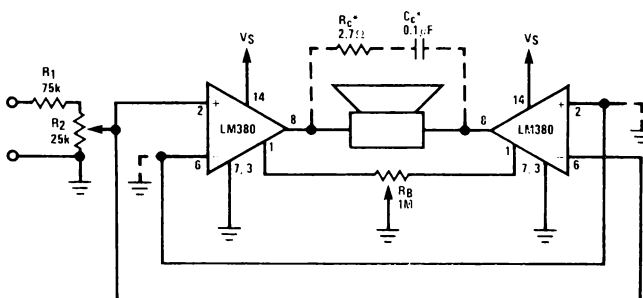 Rc* Cc*
2.7Ω 0.1μF
VS VS
R1
75k
14 14
2 + + 2
R2
25k
LM380 8 8 LM380
6 - 1 1 - 6
7, 3 RB 7, 3
1M